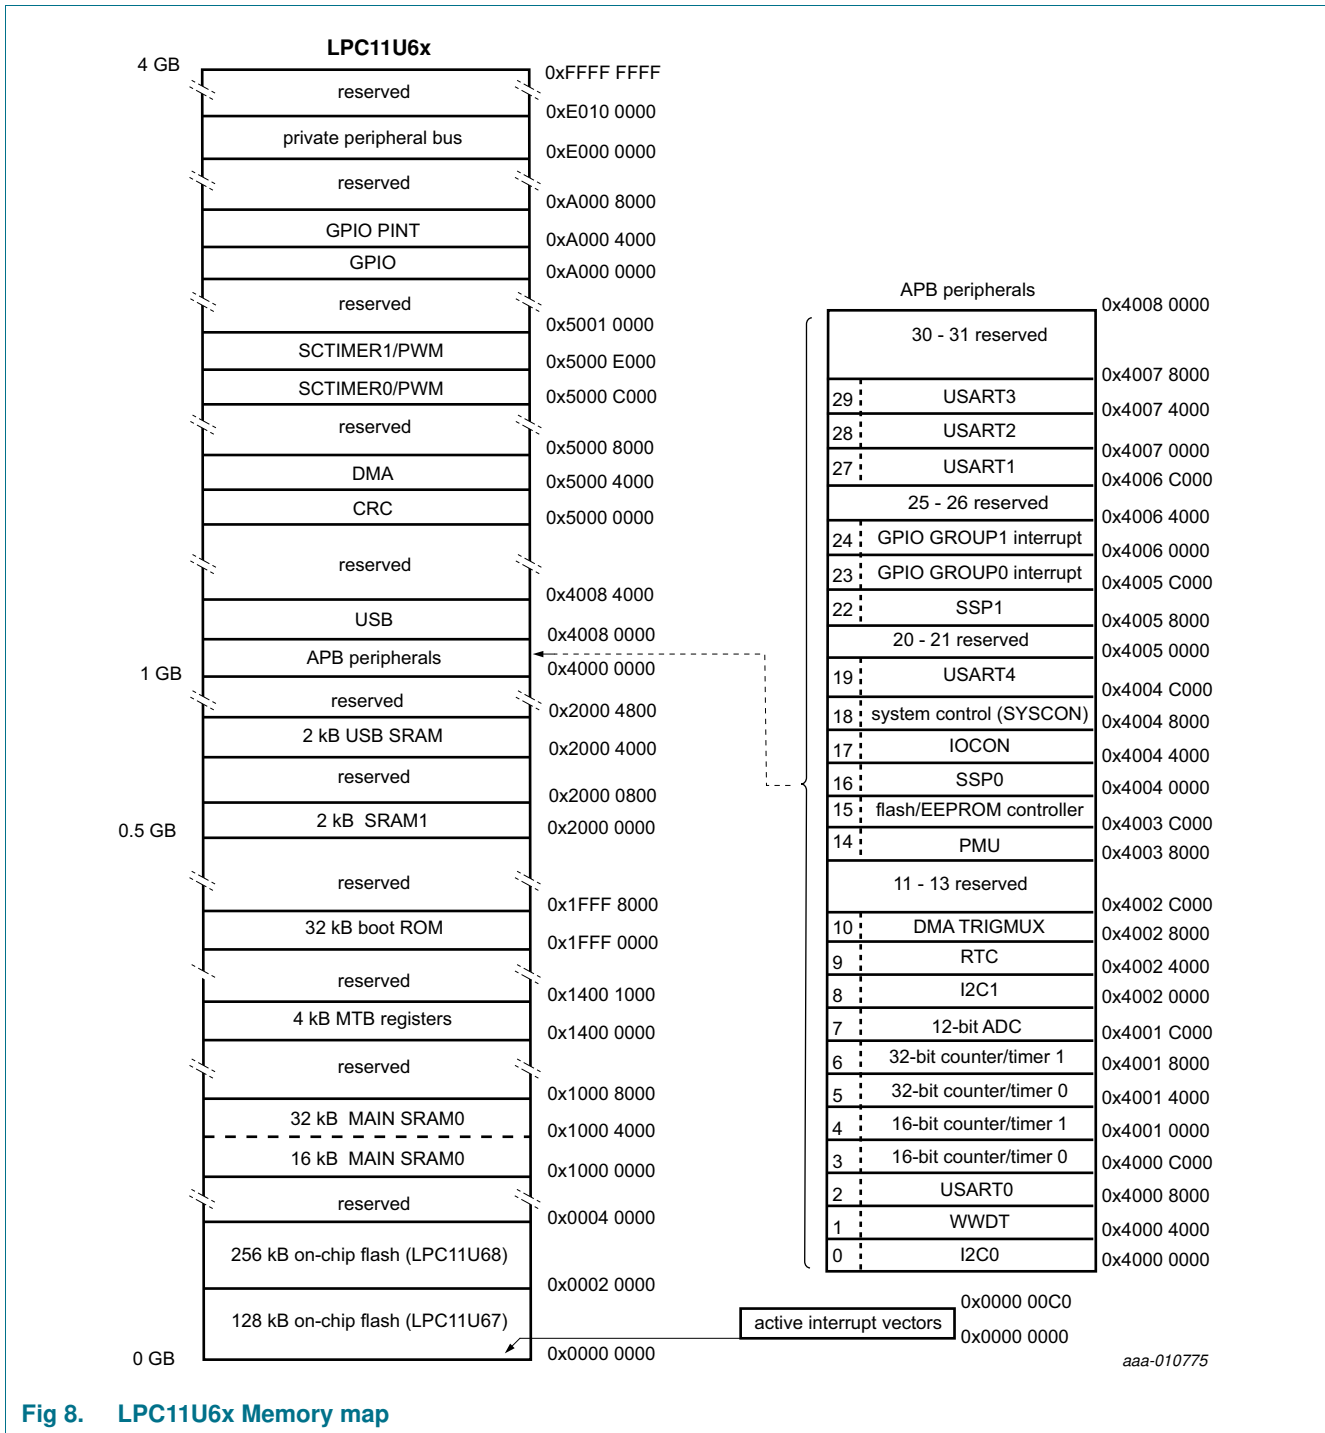 LPC11U6x
4 GB
0xFFFF FFFF
reserved
0xE010 0000
private peripheral bus
0xE000 0000
reserved
0xA000 8000
GPIO PINT
0xA000 4000
GPIO
0xA000 0000
reserved
0x5001 0000
SCTIMER1/PWM
0x5000 E000
SCTIMER0/PWM
0x5000 C000
reserved
0x5000 8000
DMA
0x5000 4000
CRC
0x5000 0000
reserved
0x4008 4000
USB
0x4008 0000
APB peripherals
0x4000 0000
1 GB
reserved
0x2000 4800
2 kB USB SRAM
0x2000 4000
reserved
0x2000 0800
2 kB SRAM1
0x2000 0000
0.5 GB
reserved
0x1FFF 8000
32 kB boot ROM
0x1FFF 0000
reserved
0x1400 1000
4 kB MTB registers
0x1400 0000
reserved
0x1000 8000
32 kB MAIN SRAM0
0x1000 4000
16 kB MAIN SRAM0
0x1000 0000
reserved
0x0004 0000
256 kB on-chip flash (LPC11U68)
0x0002 0000
128 kB on-chip flash (LPC11U67)
0x0000 0000
0 GB
APB peripherals
0x4008 0000
30 - 31 reserved
0x4007 8000
29 USART3
0x4007 4000
28 USART2
0x4007 0000
27 USART1
0x4006 C000
25 - 26 reserved
0x4006 4000
24 GPIO GROUP1 interrupt
0x4006 0000
23 GPIO GROUP0 interrupt
0x4005 C000
22 SSP1
0x4005 8000
20 - 21 reserved
0x4005 0000
19 USART4
0x4004 C000
18 system control (SYSCON)
0x4004 8000
17 IOCON
0x4004 4000
16 SSP0
0x4004 0000
15 flash/EEPROM controller
0x4003 C000
14 PMU
0x4003 8000
11 - 13 reserved
0x4002 C000
10 DMA TRIGMUX
0x4002 8000
9 RTC
0x4002 4000
8 I2C1
0x4002 0000
7 12-bit ADC
0x4001 C000
6 32-bit counter/timer 1
0x4001 8000
5 32-bit counter/timer 0
0x4001 4000
4 16-bit counter/timer 1
0x4001 0000
3 16-bit counter/timer 0
0x4000 C000
2 USART0
0x4000 8000
1 WWDT
0x4000 4000
0 I2C0
0x4000 0000
0x0000 00C0
active interrupt vectors
0x0000 0000
aaa-010775
Fig 8. LPC11U6x Memory map